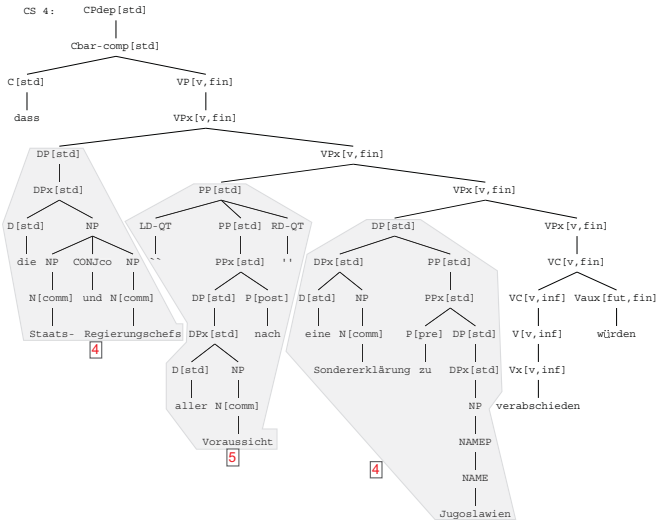 CS 4: CPdep[std]
Cbar-comp[std]
C[std] VP[v,fin]
dass VPx[v,fin]
DP[std] VPx[v,fin]
DPx[std] PP[std] VPx[v,fin]
D[std] NP LD-QT PP[std] RD-QT DP[std] VPx[v,fin]
die NP CONJco NP `` PPx[std] '' DPx[std] PP[std] VC[v,fin]
N[comm] und N[comm] DP[std] P[post] D[std] NP PPx[std] VC[v,inf] Vaux[fut,fin]
Staats- Regierungschefs DPx[std] nach eine N[comm] P[pre] DP[std] V[v,inf] würden
4 D[std] NP Sondererklärung zu DPx[std] Vx[v,inf]
aller N[comm] NP verabschieden
Voraussicht NAMEP
5 4 NAME
Jugoslawien